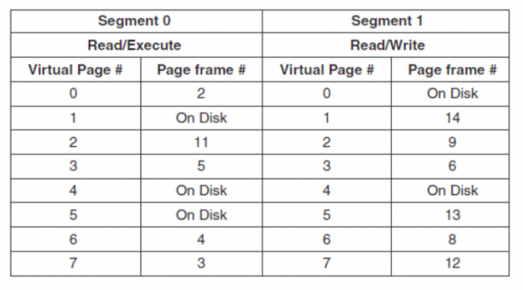 Segment 0 Segment 1
Read/Execute Read/Write
Virtual Page # Page frame # Virtual Page # Page frame #
0 2 0 On Disk
1 On Disk 1 14
2 11 2 9
3 5 3 6
4 On Disk 4 On Disk
5 On Disk 5 13
6 4 6 8
7 3 7 12